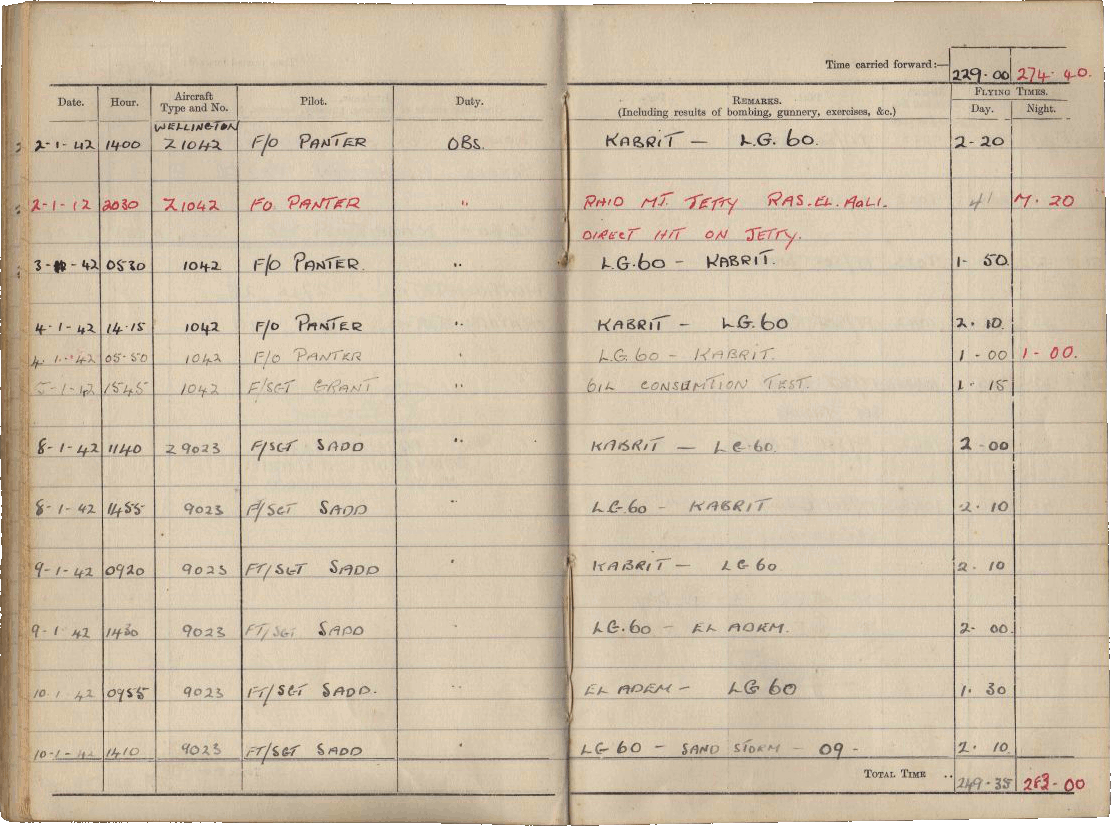 Time carried forward:— 229·00 274·40.
Date. Hour. Aircraft Type and No. Pilot. Duty. REMARKS. (Including results of bombing, gunnery, exercises, &c.) FLYING TIMES. Day. Night.
WELLINGTON
2-1-42 1400 Z1042 F/O PANTER OBS. KABRIT — L.G. 60. 2-20
2-1-12 2030 Z1042 FO PANTER " RAID MT. JETTY RAS.EL.AALI. 7·20
DIRECT HIT ON JETTY.
3-1-42 0530 1042 F/O PANTER. " L.G.60 - KABRIT. 1-50
4-1-42 14-15 1042 F/O PANTER " KABRIT — LG.60 2·10.
4-1-42 05-50 1042 F/O PANTER " L.G.60 - KABRIT. 1-00 1-00.
5-1-42 1545 1042 F/SGT GRANT " OIL CONSUMTION TEST. 1-15
8-1-42 1140 Z9023 F/SGT SADD " KABRIT — LG·60. 2-00
8-1-42 1455 9023 F/SGT SADD " LG.60 - KABRIT 2·10
9-1-42 0920 9023 FT/SGT SADD " KABRIT — LG 60 2·10
9-1-42 1430 9023 FT/SGT SADD LG.60 - EL ADEM. 2·00.
10-1-42 0955 9023 FT/SGT SADD. " EL ADEM — LG 60 1·30
10-1-42 1410 9023 FT/SGT SADD " LG 60 — SAND STORM — 09 - 2·10.
TOTAL TIME .. 249-35 283-00